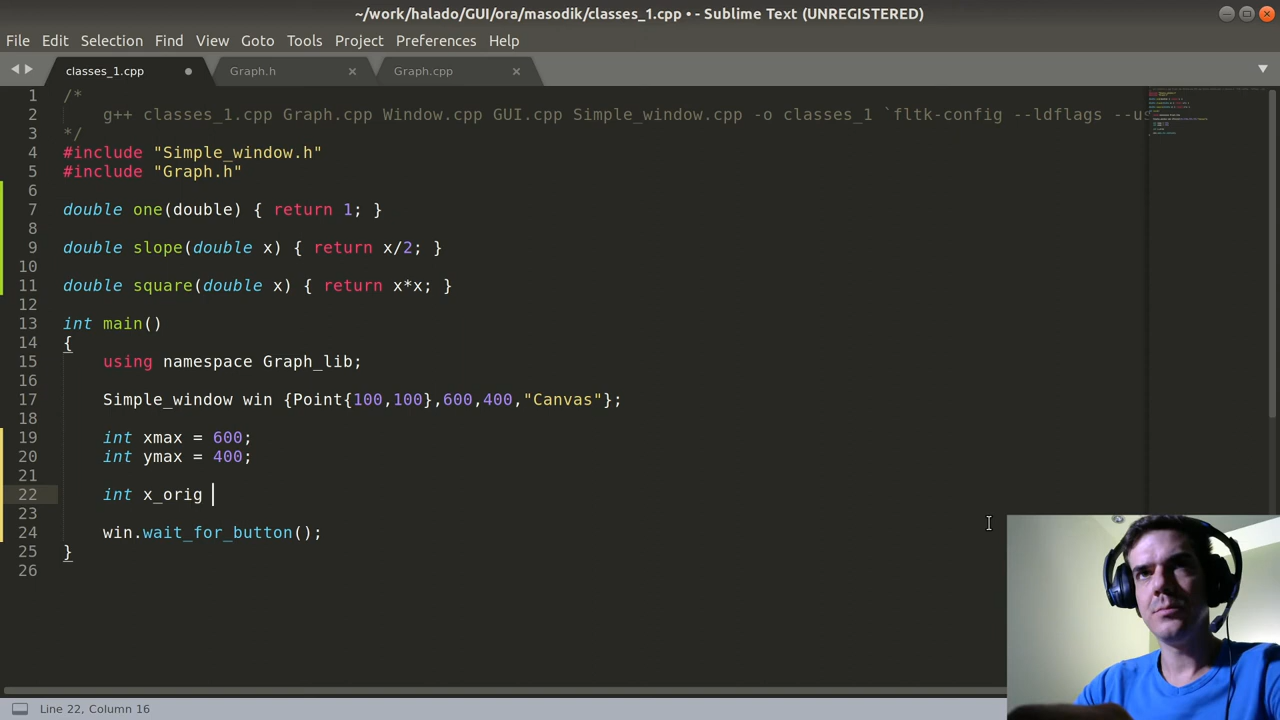 ~/work/halado/GUI/ora/masodik/classes_1.cpp • - Sublime Text (UNREGISTERED)
File Edit Selection Find View Goto Tools Project Preferences Help
classes_1.cpp Graph.h Graph.cpp
1 /*
2 g++ classes_1.cpp Graph.cpp Window.cpp GUI.cpp Simple_window.cpp -o classes_1 `fltk-config --ldflags --us
3 */
4 #include "Simple_window.h"
5 #include "Graph.h"
6
7 double one(double) { return 1; }
8
9 double slope(double x) { return x/2; }
10
11 double square(double x) { return x*x; }
12
13 int main()
14 {
15 using namespace Graph_lib;
16
17 Simple_window win {Point{100,100},600,400,"Canvas"};
18
19 int xmax = 600;
20 int ymax = 400;
21
22 int x_orig
23
24 win.wait_for_button();
25 }
26
Line 22, Column 16